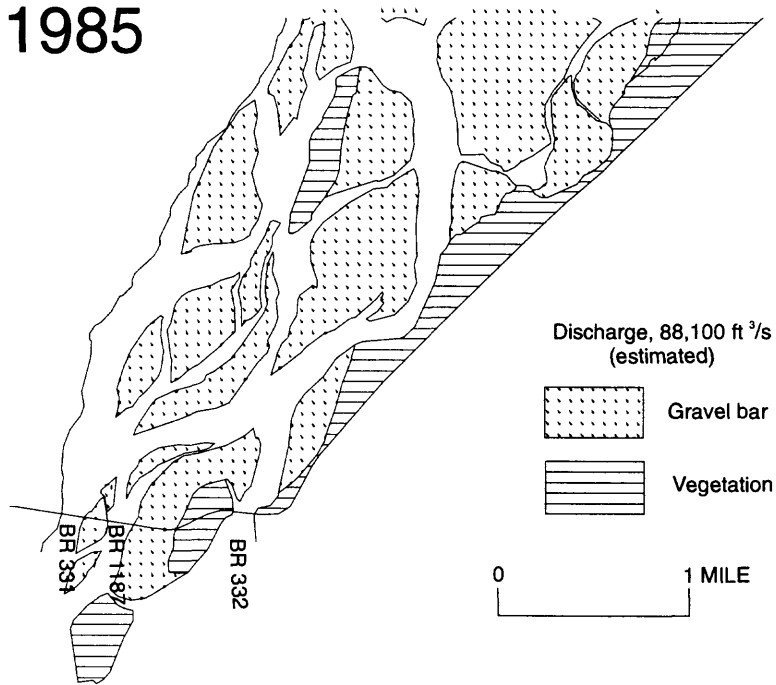 1985
Discharge, 88,100 ft³/s
(estimated)
Gravel bar
Vegetation
0 1 MILE
BR 331
BR 1187
BR 332